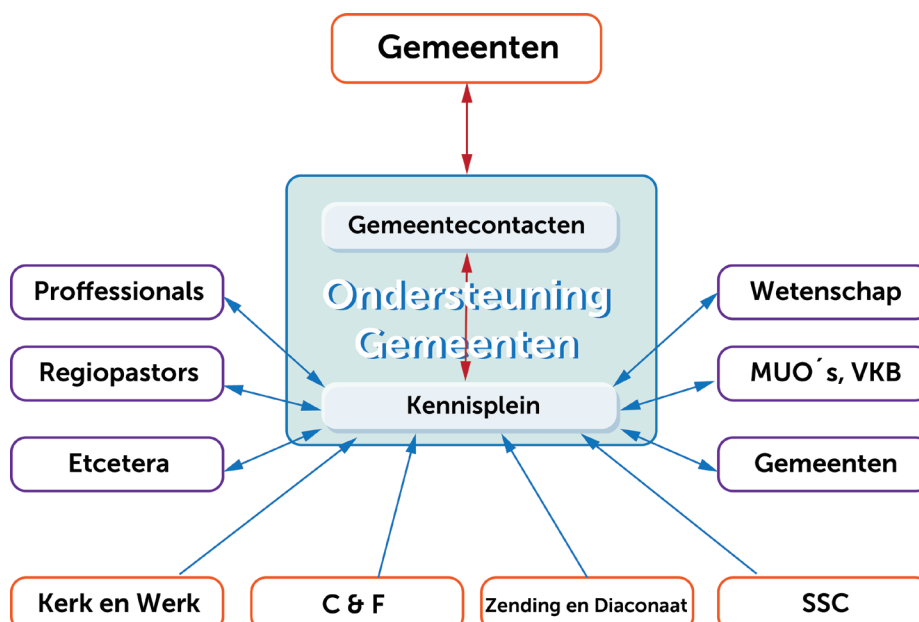 Gemeenten
Gemeentecontacten
Ondersteuning
Gemeenten
Kennisplein
Proffessionals
Regiopastors
Etcetera
Wetenschap
MUO´s, VKB
Gemeenten
Kerk en Werk
C & F
Zending en Diaconaat
SSC